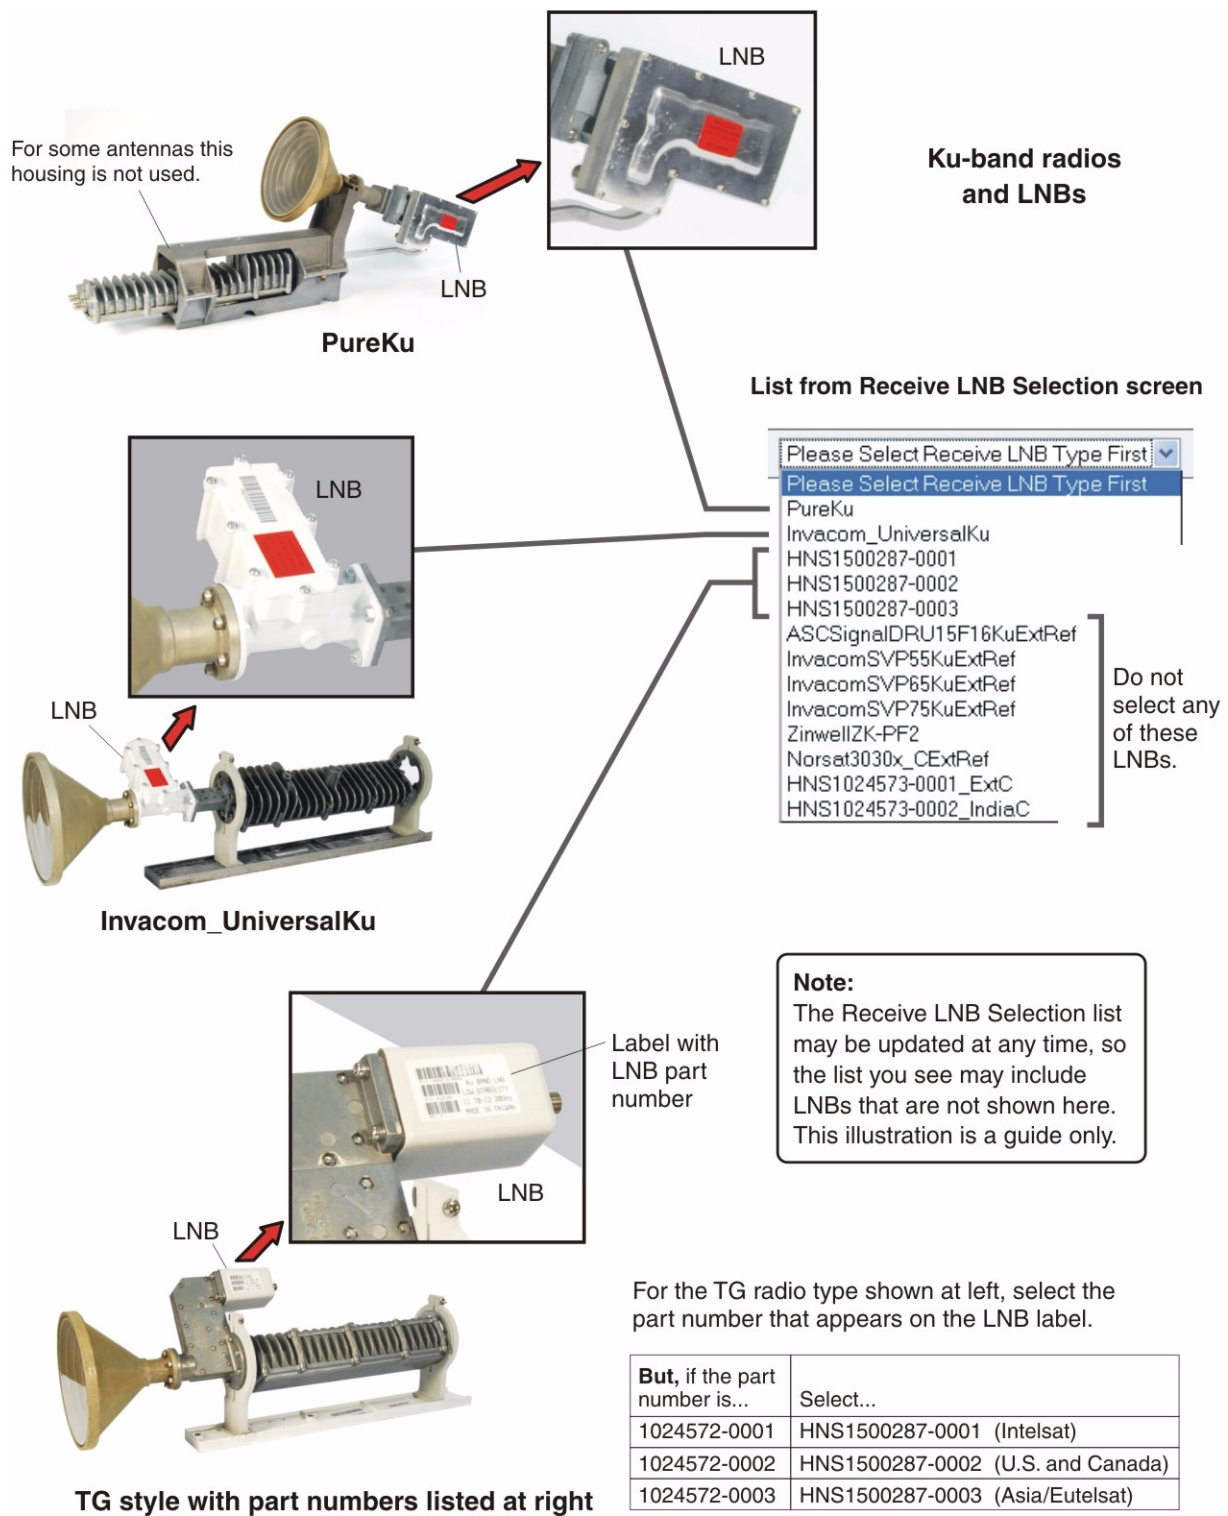 LNB
For some antennas this
housing is not used.
LNB
PureKu
Ku-band radios
and LNBs
List from Receive LNB Selection screen
Please Select Receive LNB Type First
Please Select Receive LNB Type First
PureKu
Invacom_UniversalKu
HNS1500287-0001
HNS1500287-0002
HNS1500287-0003
ASCSignalDRU15F16KuExtRef
InvacomSVP55KuExtRef
InvacomSVP65KuExtRef
InvacomSVP75KuExtRef
ZinwellZK-PF2
Norsat3030x_CExtRef
HNS1024573-0001_ExtC
HNS1024573-0002_IndiaC
Do not
select any
of these
LNBs.
LNB
LNB
Invacom_UniversalKu
Note:
The Receive LNB Selection list
may be updated at any time, so
the list you see may include
LNBs that are not shown here.
This illustration is a guide only.
Label with
LNB part
number
KU BAND LNB
MADE IN TAIWAN
LNB
LNB
TG style with part numbers listed at right
For the TG radio type shown at left, select the
part number that appears on the LNB label.
But, if the part
number is... Select...
1024572-0001 HNS1500287-0001 (Intelsat)
1024572-0002 HNS1500287-0002 (U.S. and Canada)
1024572-0003 HNS1500287-0003 (Asia/Eutelsat)